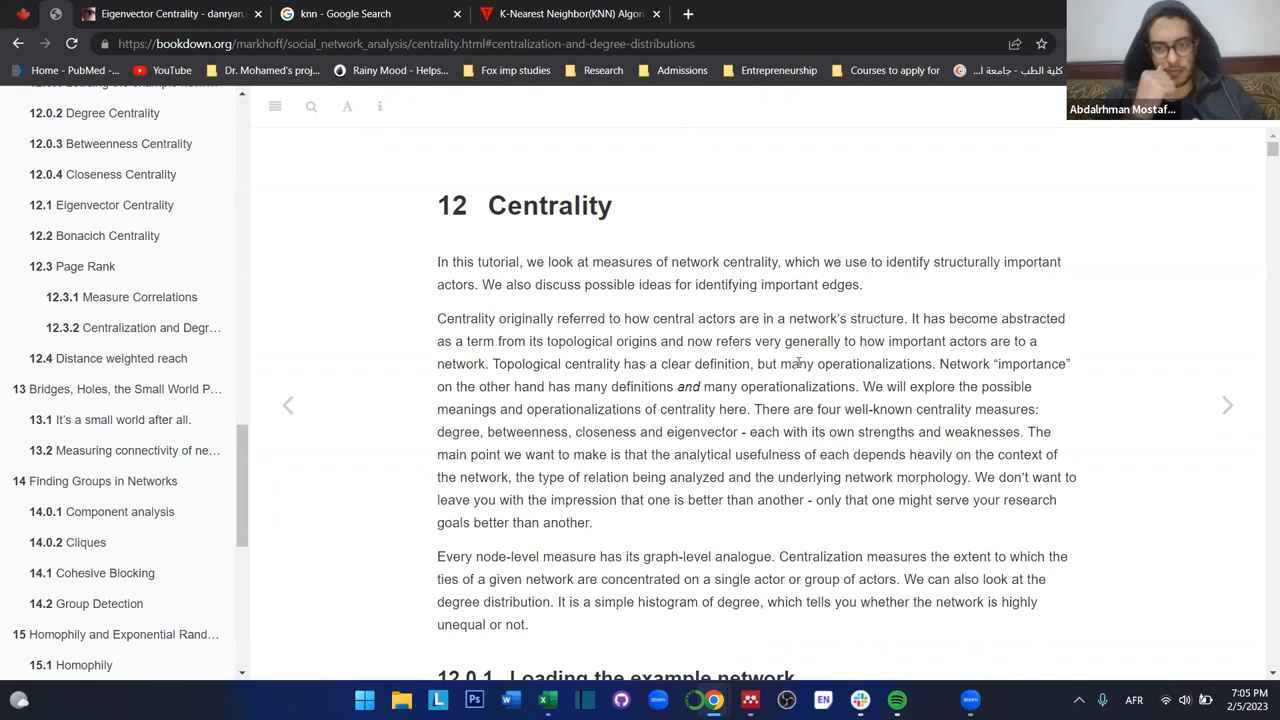 Eigenvector Centrality - danryan.
knn - Google Search
K-Nearest Neighbor(KNN) Algori
https://bookdown.org/markhoff/social_network_analysis/centrality.html#centralization-and-degree-distributions
Home - PubMed -...
YouTube
Dr. Mohamed's proj...
Rainy Mood - Helps...
Fox imp studies
Research
Admissions
Entrepreneurship
Courses to apply for
كلية الطب - جامعة ا...
Abdalrhman Mostaf...
12.0.2 Degree Centrality
12.0.3 Betweenness Centrality
12.0.4 Closeness Centrality
12.1 Eigenvector Centrality
12.2 Bonacich Centrality
12.3 Page Rank
12.3.1 Measure Correlations
12.3.2 Centralization and Degr...
12.4 Distance weighted reach
13 Bridges, Holes, the Small World P...
13.1 It's a small world after all.
13.2 Measuring connectivity of ne...
14 Finding Groups in Networks
14.0.1 Component analysis
14.0.2 Cliques
14.1 Cohesive Blocking
14.2 Group Detection
15 Homophily and Exponential Rand...
15.1 Homophily
12 Centrality
In this tutorial, we look at measures of network centrality, which we use to identify structurally important
actors. We also discuss possible ideas for identifying important edges.
Centrality originally referred to how central actors are in a network's structure. It has become abstracted
as a term from its topological origins and now refers very generally to how important actors are to a
network. Topological centrality has a clear definition, but many operationalizations. Network “importance”
on the other hand has many definitions and many operationalizations. We will explore the possible
meanings and operationalizations of centrality here. There are four well-known centrality measures:
degree, betweenness, closeness and eigenvector - each with its own strengths and weaknesses. The
main point we want to make is that the analytical usefulness of each depends heavily on the context of
the network, the type of relation being analyzed and the underlying network morphology. We don't want to
leave you with the impression that one is better than another - only that one might serve your research
goals better than another.
Every node-level measure has its graph-level analogue. Centralization measures the extent to which the
ties of a given network are concentrated on a single actor or group of actors. We can also look at the
degree distribution. It is a simple histogram of degree, which tells you whether the network is highly
unequal or not.
12.0.1 Loading the example network
Ps
EN
zoom
zoom
AFR
7:05 PM
2/5/2023